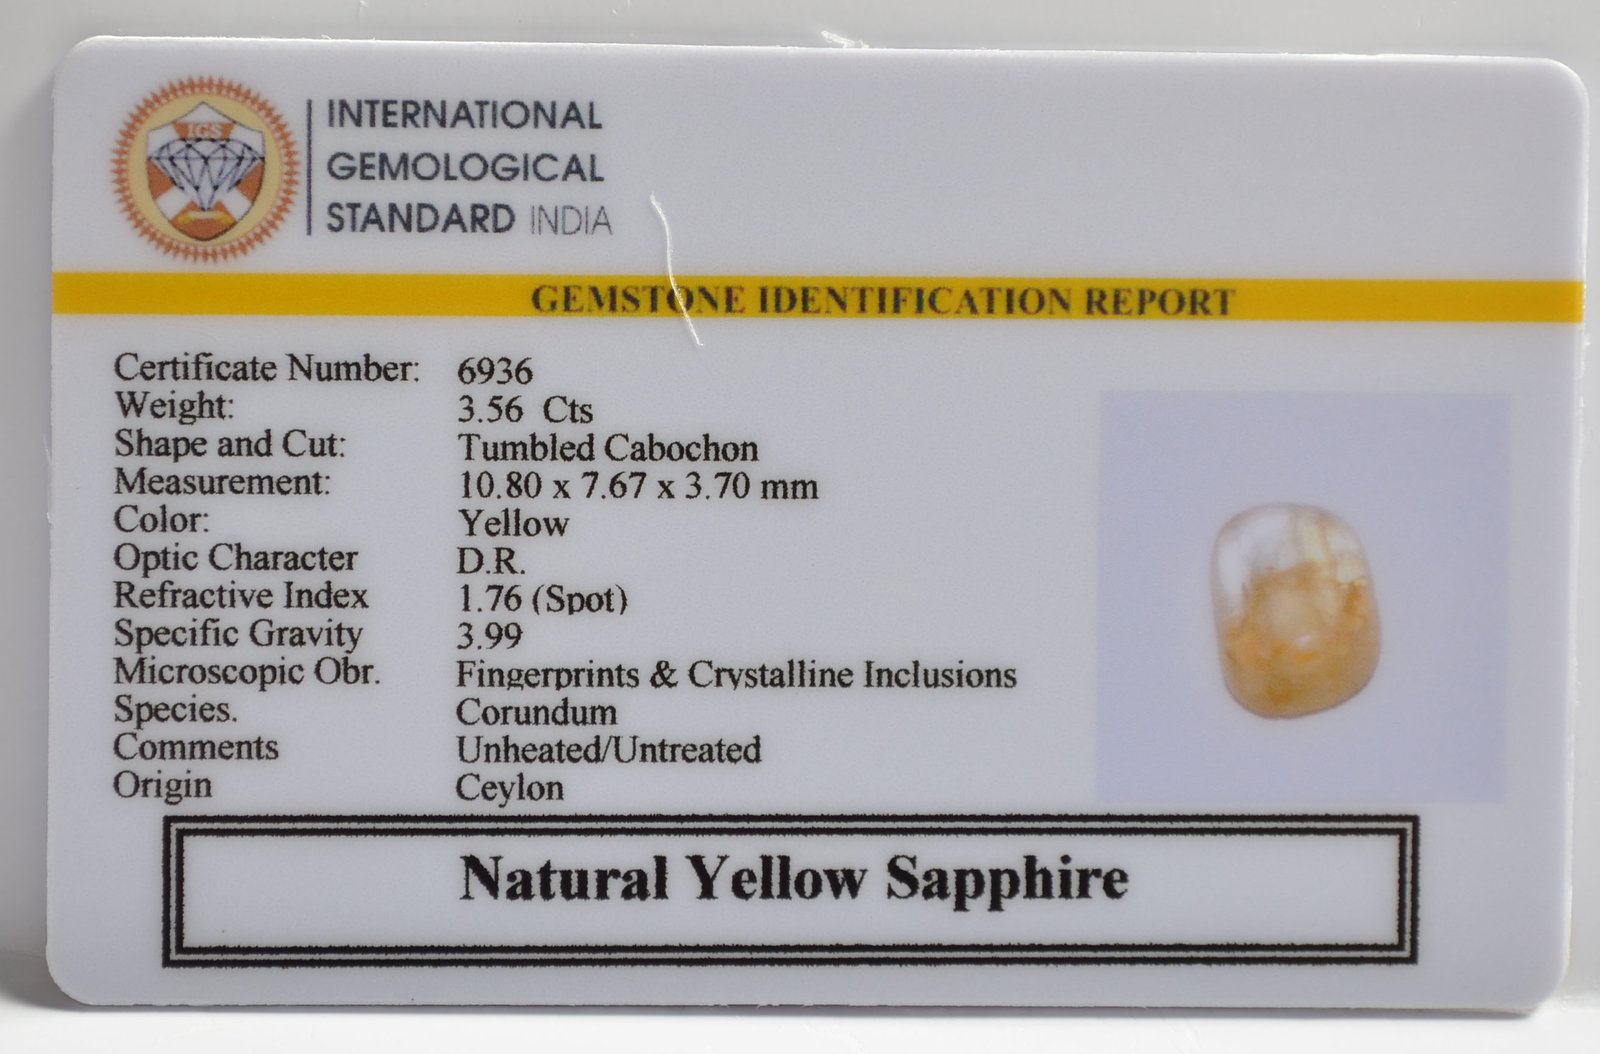 IGS
INTERNATIONAL
GEMOLOGICAL
STANDARD INDIA
GEMSTONE IDENTIFICATION REPORT
Certificate Number: 6936
Weight: 3.56 Cts
Shape and Cut: Tumbled Cabochon
Measurement: 10.80 x 7.67 x 3.70 mm
Color: Yellow
Optic Character D.R.
Refractive Index 1.76 (Spot)
Specific Gravity 3.99
Microscopic Obr. Fingerprints & Crystalline Inclusions
Species. Corundum
Comments Unheated/Untreated
Origin Ceylon
Natural Yellow Sapphire